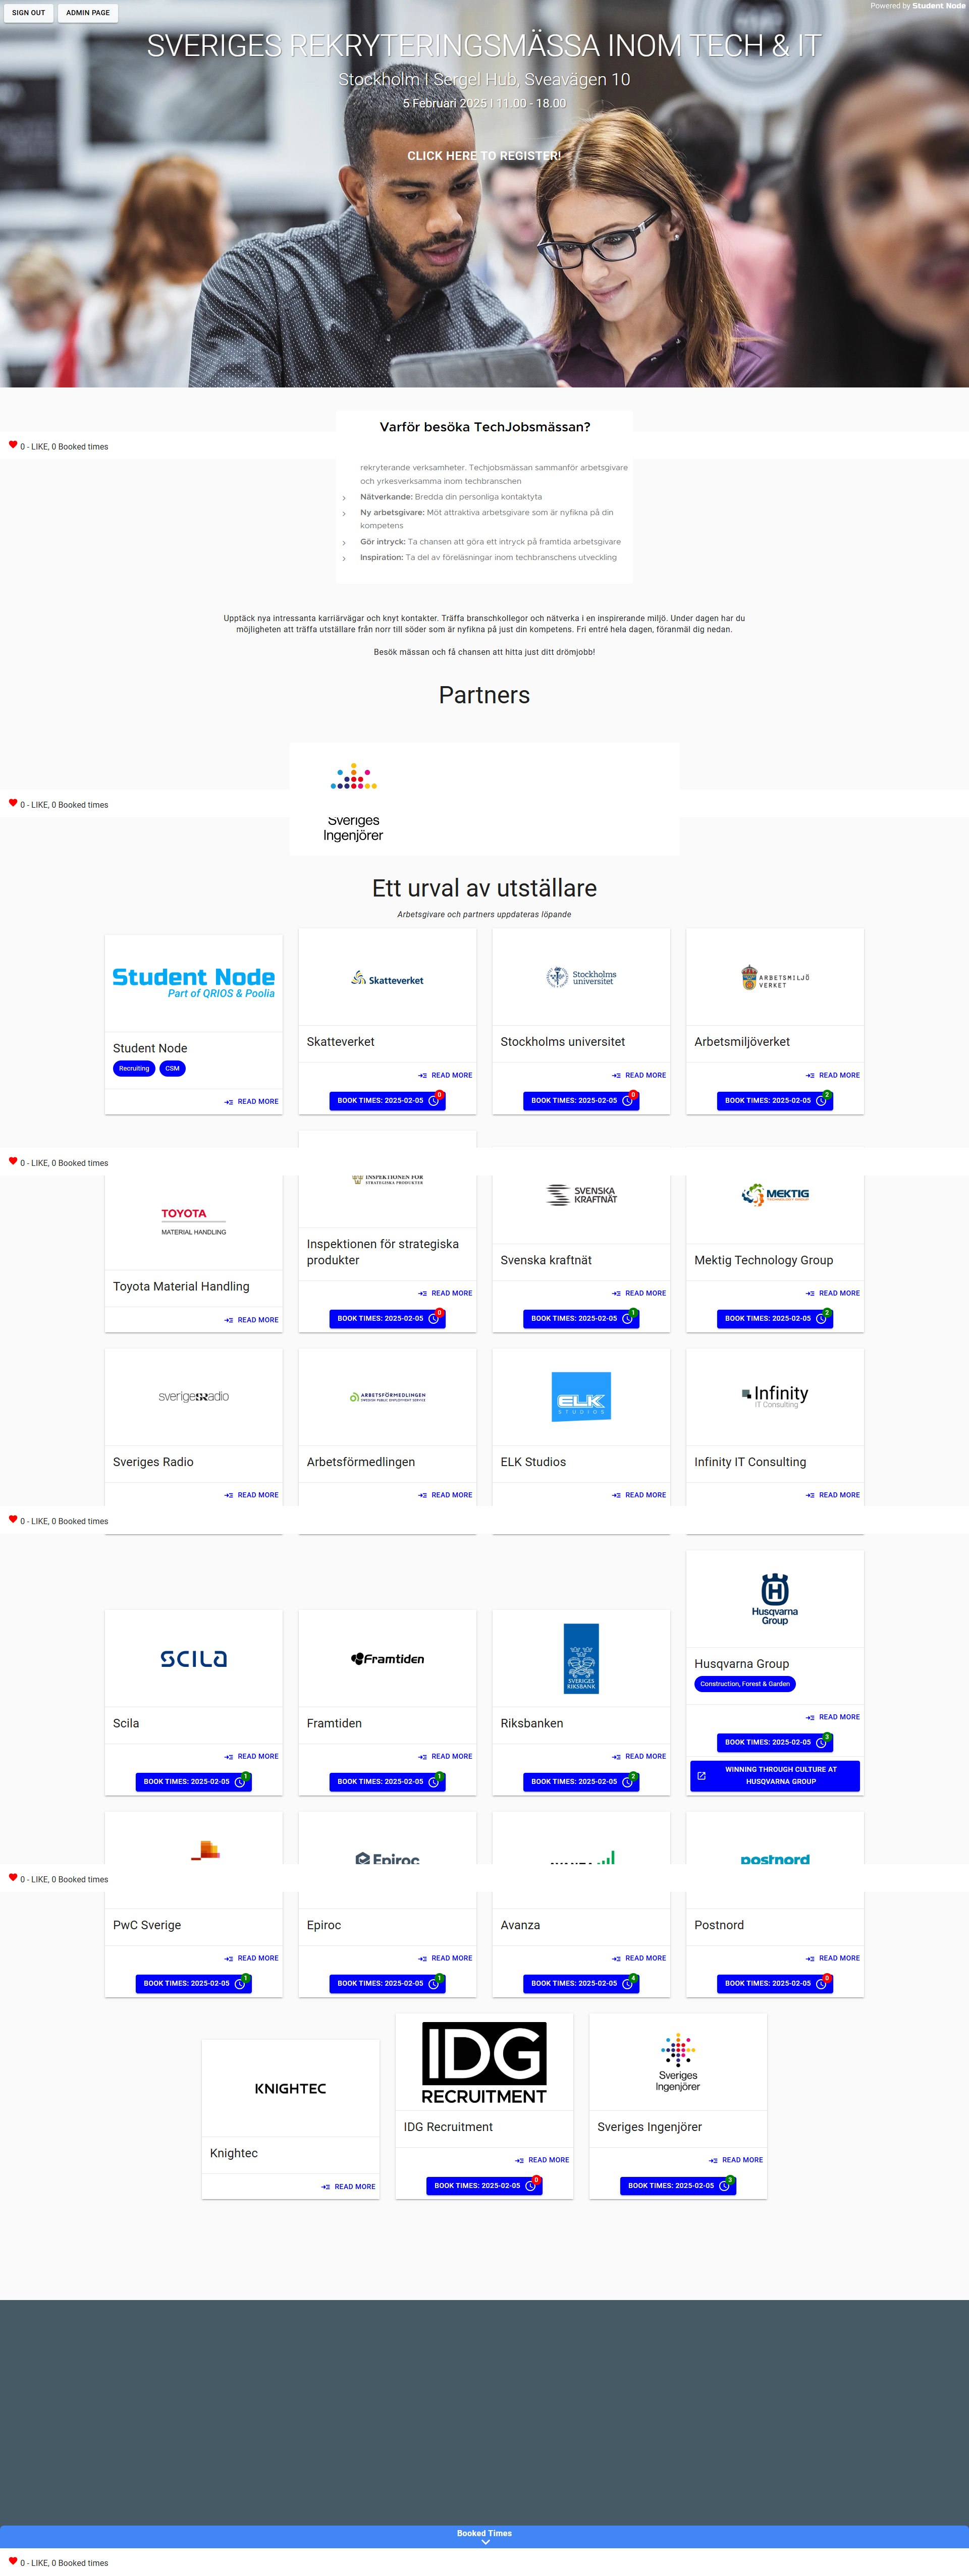 SIGN OUT
ADMIN PAGE
Powered by Student Node
SVERIGES REKRYTERINGSMÄSSA INOM TECH & IT
Stockholm | Sergel Hub, Sveavägen 10
5 Februari 2025 | 11.00 - 18.00
CLICK HERE TO REGISTER!
Varför besöka TechJobsmässan?
0 - LIKE, 0 Booked times
rekryterande verksamheter. Techjobsmässan sammanför arbetsgivare
och yrkesverksamma inom techbranschen
Nätverkande: Bredda din personliga kontaktyta
Ny arbetsgivare: Möt attraktiva arbetsgivare som är nyfikna på din
kompetens
Gör intryck: Ta chansen att göra ett intryck på framtida arbetsgivare
Inspiration: Ta del av föreläsningar inom techbranschens utveckling
Upptäck nya intressanta karriärvägar och knyt kontakter. Träffa branschkollegor och nätverka i en inspirerande miljö. Under dagen har du
möjligheten att träffa utställare från norr till söder som är nyfikna på just din kompetens. Fri entré hela dagen, föranmäl dig nedan.
Besök mässan och få chansen att hitta just ditt drömjobb!
Partners
0 - LIKE, 0 Booked times
Sveriges
Ingenjörer
Ett urval av utställare
Arbetsgivare och partners uppdateras löpande
Student Node
Part of QRIOS & Poolia
Skatteverket
Stockholms
universitet
ARBETSMILJÖ
VERKET
Student Node
Recruiting
CSM
READ MORE
Skatteverket
READ MORE
BOOK TIMES: 2025-02-05 0
Stockholms universitet
READ MORE
BOOK TIMES: 2025-02-05 0
Arbetsmiljöverket
READ MORE
BOOK TIMES: 2025-02-05 2
0 - LIKE, 0 Booked times
TOYOTA
MATERIAL HANDLING
INSPEKTIONEN FÖR
STRATEGISKA PRODUKTER
SVENSKA
KRAFTNÄT
MEKTIG
TECHNOLOGY GROUP
Toyota Material Handling
READ MORE
Inspektionen för strategiska
produkter
READ MORE
BOOK TIMES: 2025-02-05 0
Svenska kraftnät
READ MORE
BOOK TIMES: 2025-02-05 1
Mektig Technology Group
READ MORE
BOOK TIMES: 2025-02-05 2
sveriges radio
ARBETSFÖRMEDLINGEN
SWEDISH PUBLIC EMPLOYMENT SERVICE
ELK
STUDIOS
Infinity
IT Consulting
Sveriges Radio
READ MORE
Arbetsförmedlingen
READ MORE
ELK Studios
READ MORE
Infinity IT Consulting
READ MORE
0 - LIKE, 0 Booked times
SCILA
Framtiden
SVERIGES
RIKSBANK
Husqvarna
Group
Scila
READ MORE
BOOK TIMES: 2025-02-05 1
Framtiden
READ MORE
BOOK TIMES: 2025-02-05 1
Riksbanken
READ MORE
BOOK TIMES: 2025-02-05 2
Husqvarna Group
Construction, Forest & Garden
READ MORE
BOOK TIMES: 2025-02-05 3
WINNING THROUGH CULTURE AT
HUSQVARNA GROUP
Epiroc
postnord
0 - LIKE, 0 Booked times
PwC Sverige
READ MORE
BOOK TIMES: 2025-02-05 1
Epiroc
READ MORE
BOOK TIMES: 2025-02-05 1
Avanza
READ MORE
BOOK TIMES: 2025-02-05 4
Postnord
READ MORE
BOOK TIMES: 2025-02-05 0
KNIGHTEC
IDG
RECRUITMENT
Sveriges
Ingenjörer
Knightec
READ MORE
IDG Recruitment
READ MORE
BOOK TIMES: 2025-02-05 0
Sveriges Ingenjörer
READ MORE
BOOK TIMES: 2025-02-05 3
Booked Times
0 - LIKE, 0 Booked times